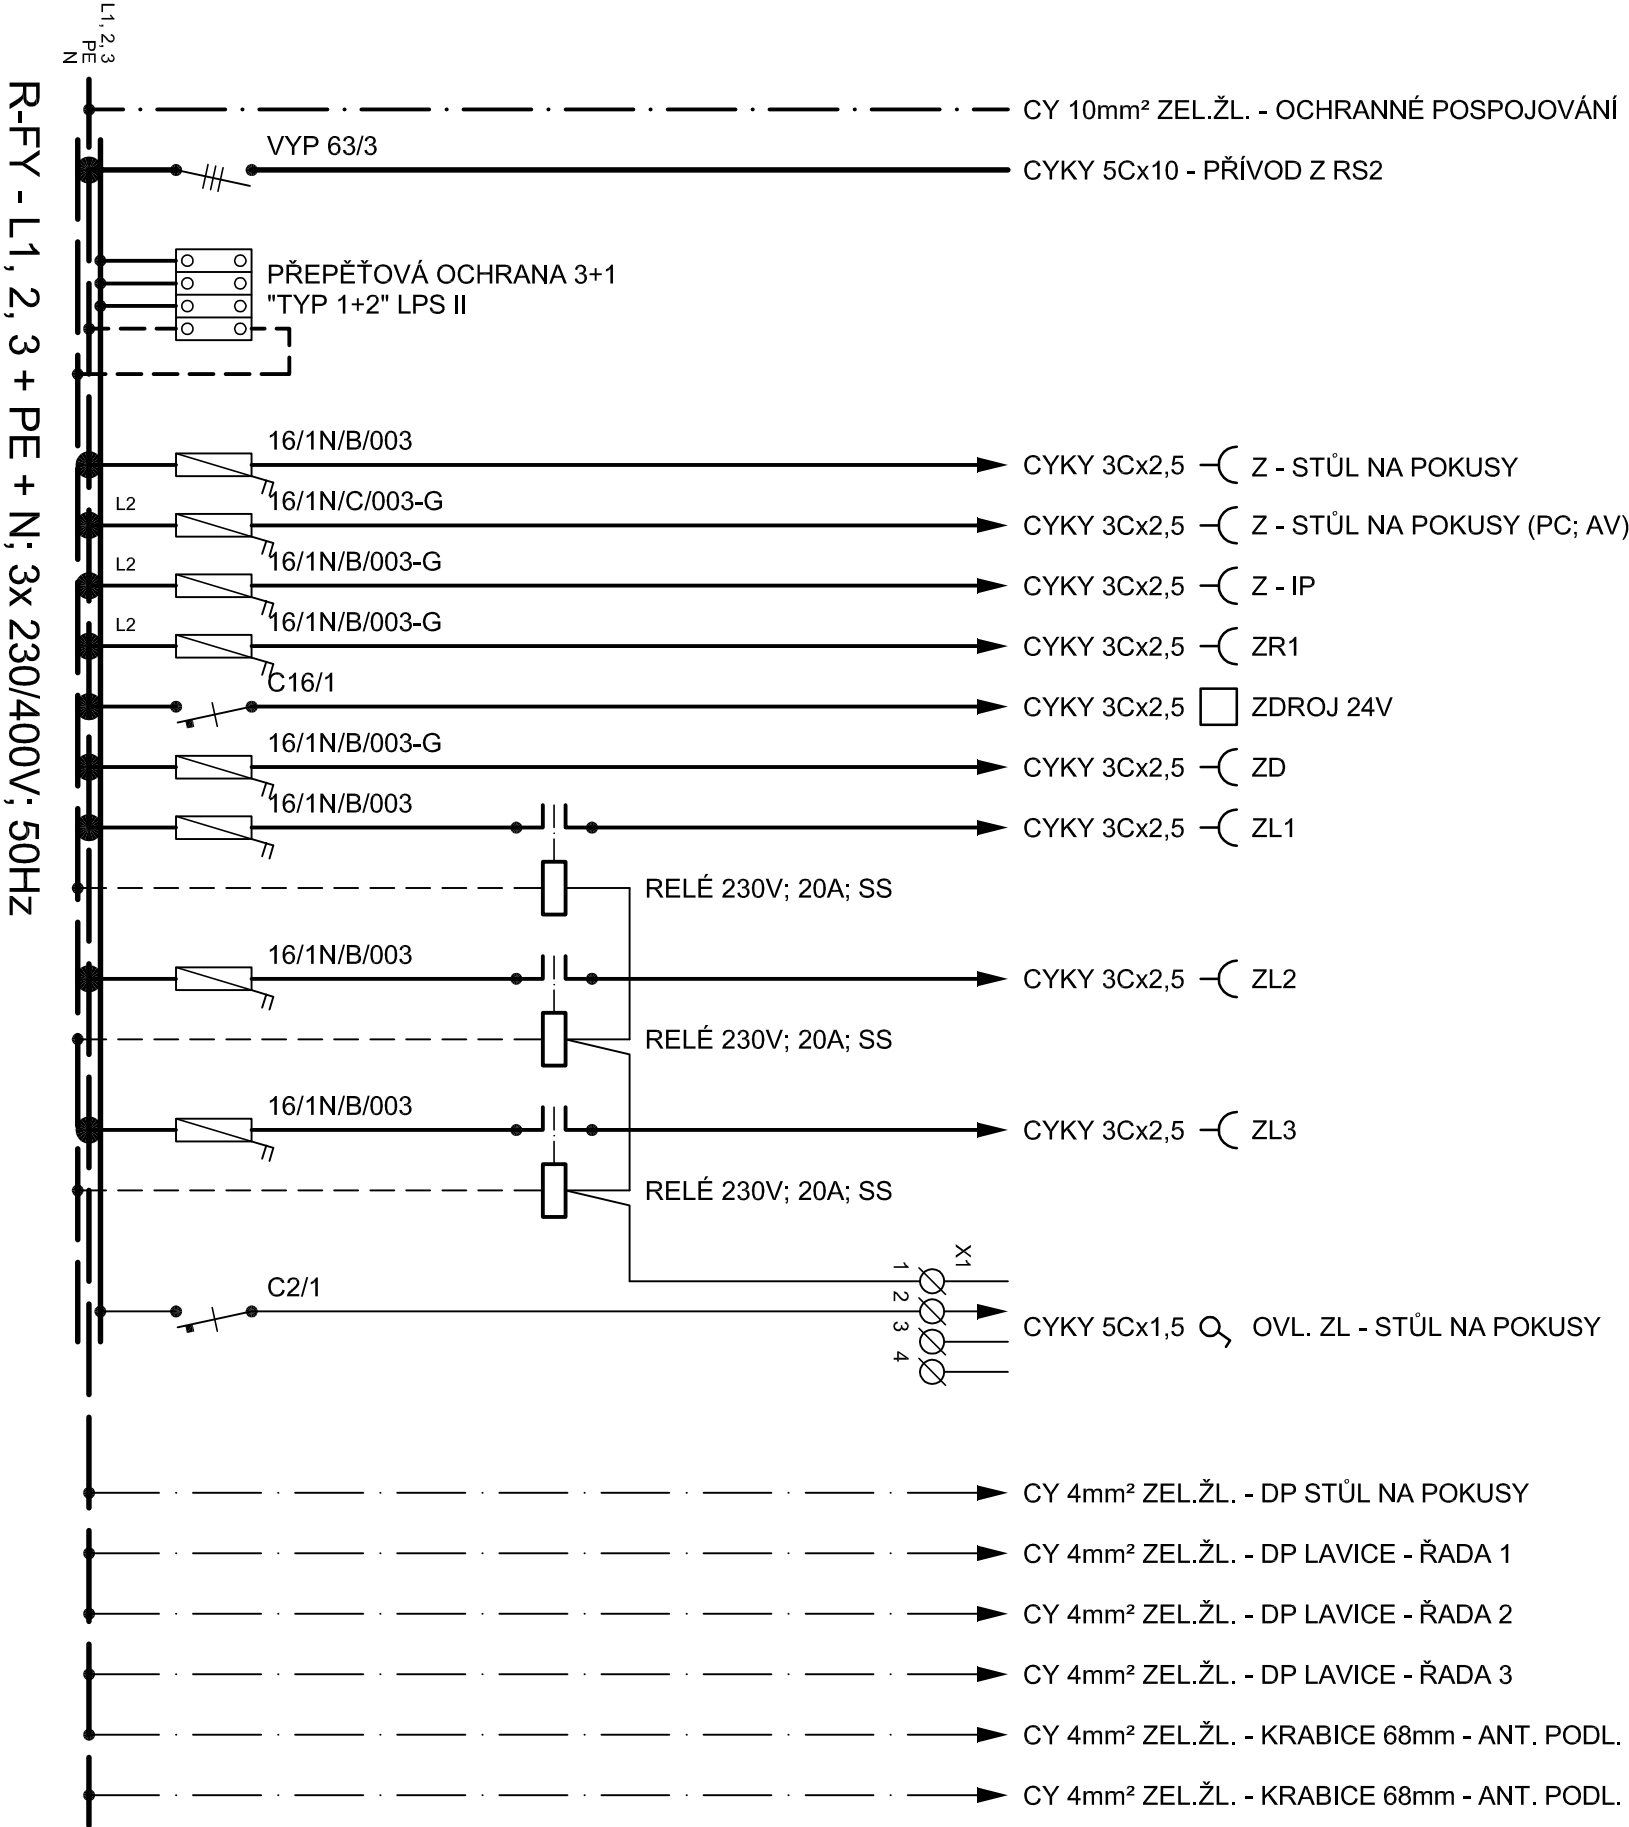 L1, 2, 3
PE
N
R-FY - L1, 2, 3 + PE + N; 3x 230/400V; 50Hz
CY 10mm² ZEL.ŽL. - OCHRANNÉ POSPOJOVÁNÍ
VYP 63/3
CYKY 5Cx10 - PŘÍVOD Z RS2
PŘEPĚŤOVÁ OCHRANA 3+1
"TYP 1+2" LPS II
16/1N/B/003
CYKY 3Cx2,5 Z - STŮL NA POKUSY
L2 16/1N/C/003-G
CYKY 3Cx2,5 Z - STŮL NA POKUSY (PC; AV)
L2 16/1N/B/003-G
CYKY 3Cx2,5 Z - IP
L2 16/1N/B/003-G
CYKY 3Cx2,5 ZR1
C16/1
CYKY 3Cx2,5 ZDROJ 24V
16/1N/B/003-G
CYKY 3Cx2,5 ZD
16/1N/B/003
CYKY 3Cx2,5 ZL1
RELÉ 230V; 20A; SS
16/1N/B/003
CYKY 3Cx2,5 ZL2
RELÉ 230V; 20A; SS
16/1N/B/003
CYKY 3Cx2,5 ZL3
RELÉ 230V; 20A; SS
X1
1
2
3
4
C2/1
CYKY 5Cx1,5 OVL. ZL - STŮL NA POKUSY
CY 4mm² ZEL.ŽL. - DP STŮL NA POKUSY
CY 4mm² ZEL.ŽL. - DP LAVICE - ŘADA 1
CY 4mm² ZEL.ŽL. - DP LAVICE - ŘADA 2
CY 4mm² ZEL.ŽL. - DP LAVICE - ŘADA 3
CY 4mm² ZEL.ŽL. - KRABICE 68mm - ANT. PODL.
CY 4mm² ZEL.ŽL. - KRABICE 68mm - ANT. PODL.